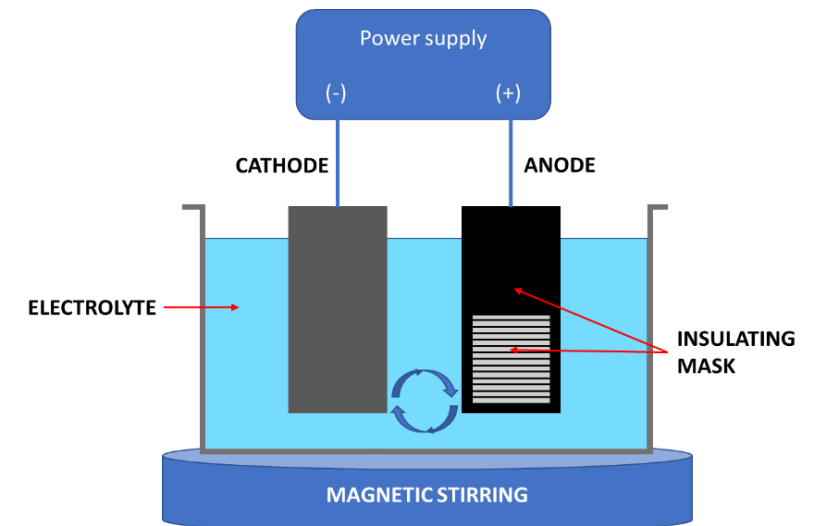 Power supply
(-)
(+)
CATHODE
ANODE
ELECTROLYTE
INSULATING
MASK
MAGNETIC STIRRING